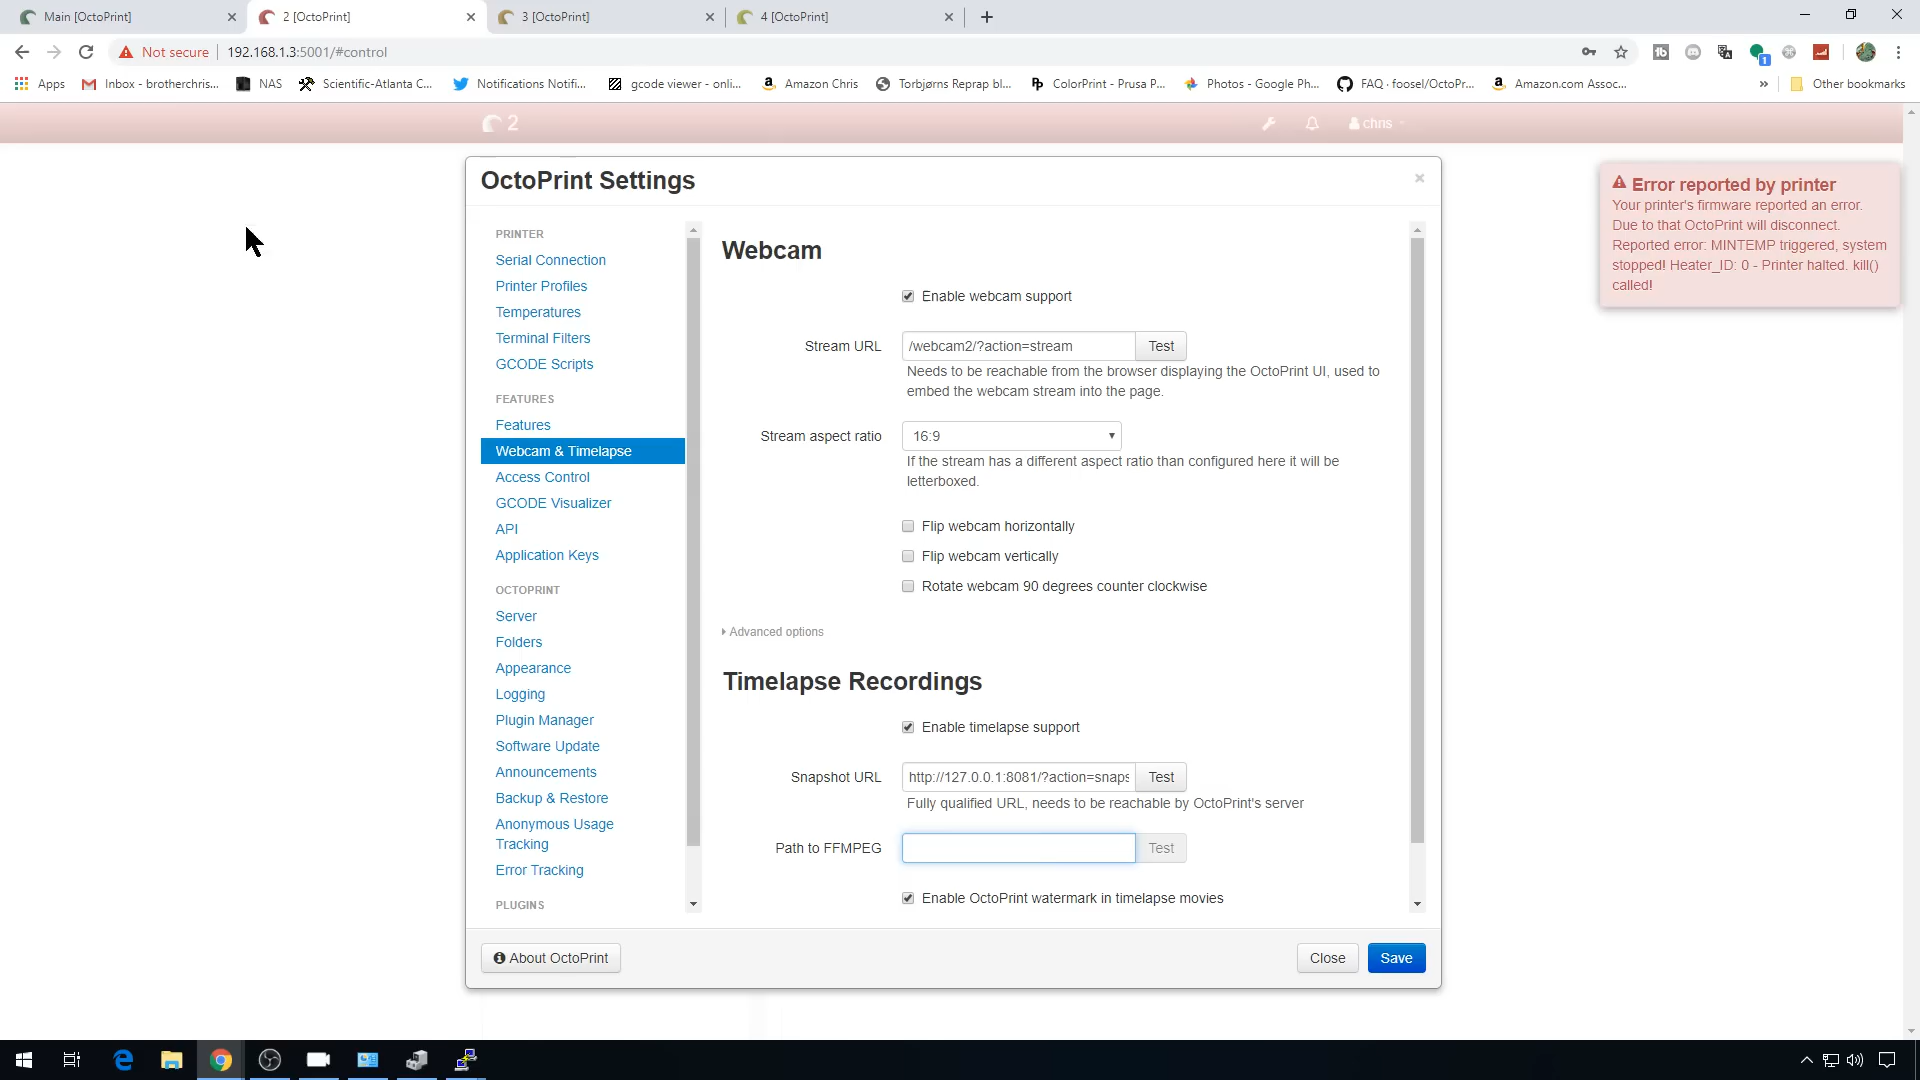 Main [OctoPrint]
2 [OctoPrint]
3 [OctoPrint]
4 [OctoPrint]
Not secure
192.168.1.3:5001/#control
1
Apps
Inbox - brotherchris...
NAS
Scientific-Atlanta C...
Notifications Notifi...
gcode viewer - onli...
Amazon Chris
Torbjørns Reprap bl...
ColorPrint - Prusa P...
Photos - Google Ph...
FAQ · foosel/OctoPr...
Amazon.com Assoc...
»
Other bookmarks
2
chris
OctoPrint Settings
×
Error reported by printer
Your printer's firmware reported an error.
Due to that OctoPrint will disconnect.
Reported error: MINTEMP triggered, system
stopped! Heater_ID: 0 - Printer halted. kill()
called!
PRINTER
Serial Connection
Printer Profiles
Temperatures
Terminal Filters
GCODE Scripts
FEATURES
Features
Webcam & Timelapse
Access Control
GCODE Visualizer
API
Application Keys
OCTOPRINT
Server
Folders
Appearance
Logging
Plugin Manager
Software Update
Announcements
Backup & Restore
Anonymous Usage
Tracking
Error Tracking
PLUGINS
Webcam
Enable webcam support
Stream URL
/webcam2/?action=stream
Test
Needs to be reachable from the browser displaying the OctoPrint UI, used to
embed the webcam stream into the page.
Stream aspect ratio
16:9
If the stream has a different aspect ratio than configured here it will be
letterboxed.
Flip webcam horizontally
Flip webcam vertically
Rotate webcam 90 degrees counter clockwise
Advanced options
Timelapse Recordings
Enable timelapse support
Snapshot URL
http://127.0.0.1:8081/?action=snaps
Test
Fully qualified URL, needs to be reachable by OctoPrint's server
Path to FFMPEG
Test
Enable OctoPrint watermark in timelapse movies
About OctoPrint
Close
Save